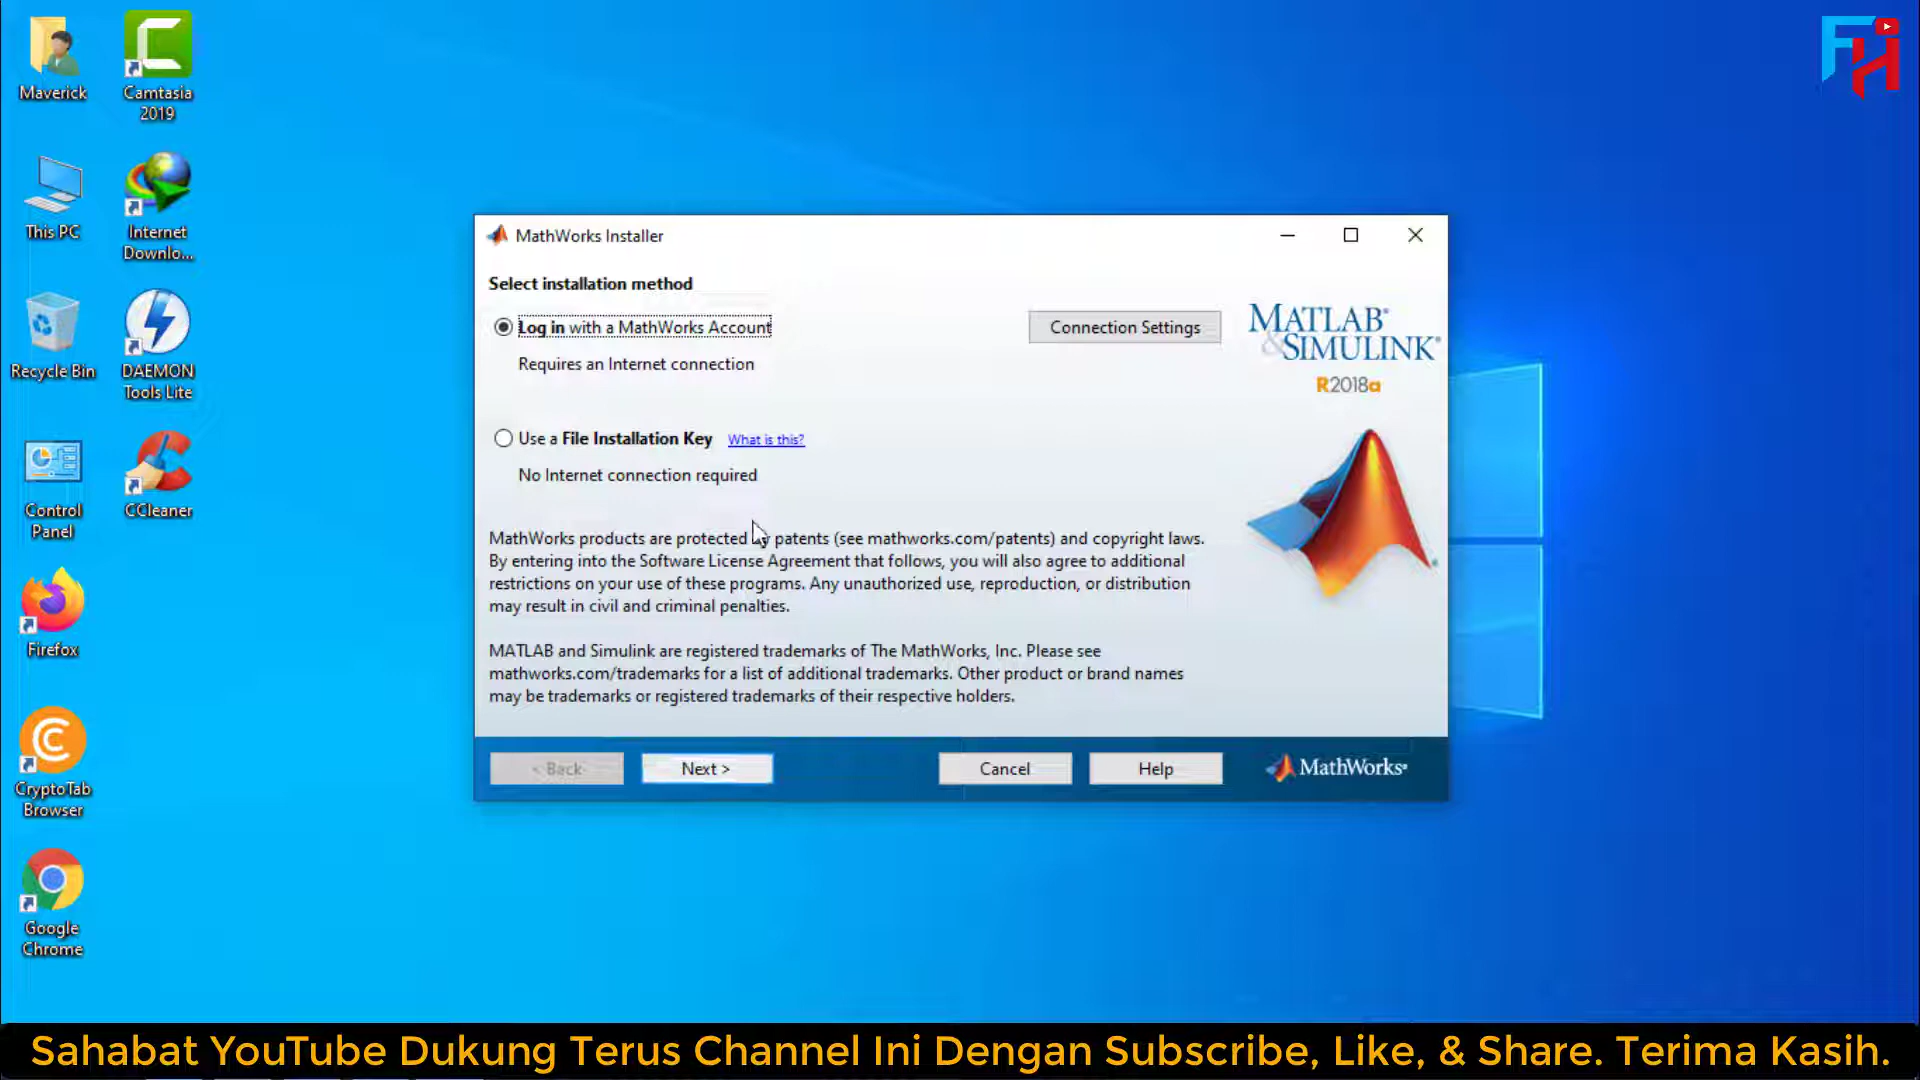 Maverick
Camtasia
2019
This PC
Internet
Downlo...
Recycle Bin
DAEMON
Tools Lite
Control
Panel
CCleaner
Firefox
CryptoTab
Browser
Google
Chrome
FH
MathWorks Installer
Select installation method
Log in with a MathWorks Account
Connection Settings
Requires an Internet connection
MATLAB®
&SIMULINK®
R2018a
Use a File Installation Key What is this?
No Internet connection required
MathWorks products are protected by patents (see mathworks.com/patents) and copyright laws.
By entering into the Software License Agreement that follows, you will also agree to additional
restrictions on your use of these programs. Any unauthorized use, reproduction, or distribution
may result in civil and criminal penalties.
MATLAB and Simulink are registered trademarks of The MathWorks, Inc. Please see
mathworks.com/trademarks for a list of additional trademarks. Other product or brand names
may be trademarks or registered trademarks of their respective holders.
< Back
Next >
Cancel
Help
MathWorks®
Sahabat YouTube Dukung Terus Channel Ini Dengan Subscribe, Like, & Share. Terima Kasih.